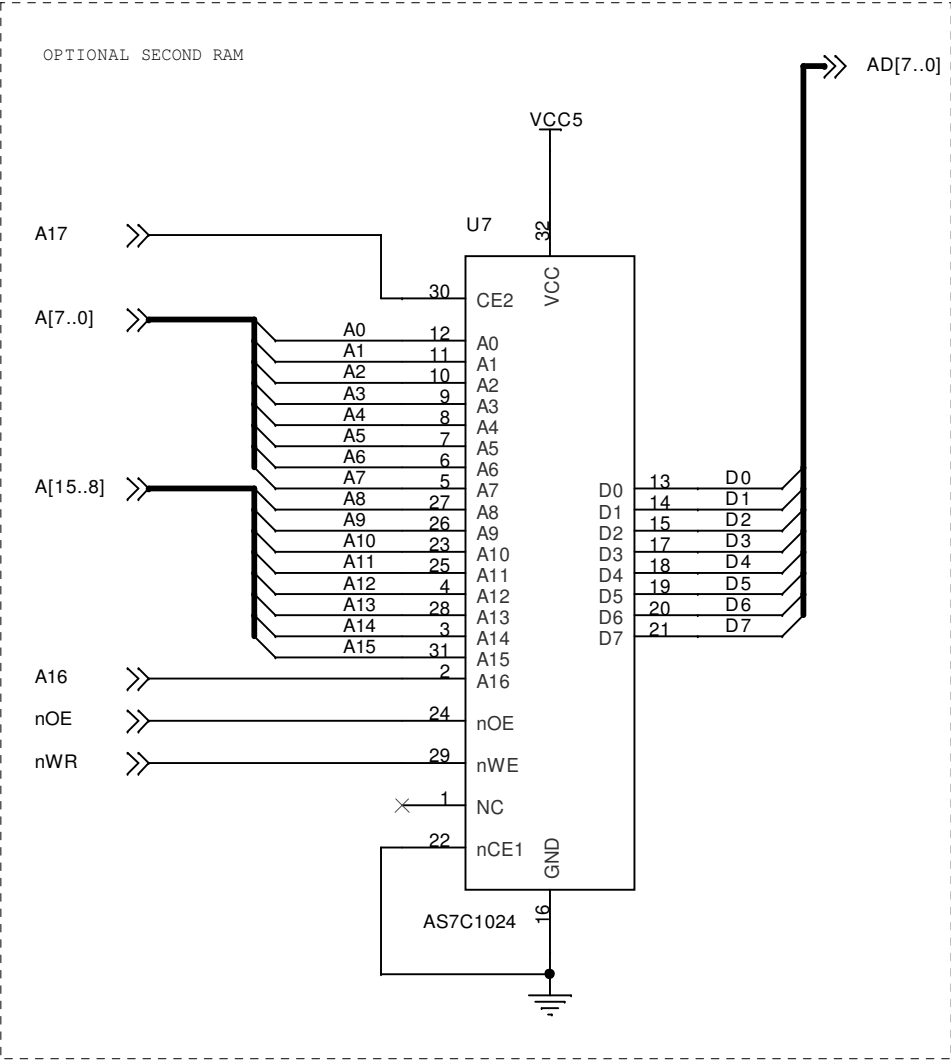 OPTIONAL SECOND RAM
AD[7..0]
VCC5
U7
32
VCC
A17
30 CE2
A[7..0]
A0 12 A0
A1 11 A1
A2 10 A2
A3 9 A3
A4 8 A4
A5 7 A5
A6 6 A6
A[15..8]
A7 5 A7
A8 27 A8
A9 26 A9
A10 23 A10
A11 25 A11
A12 4 A12
A13 28 A13
A14 3 A14
A15 31 A15
D0 13 D0
D1 14 D1
D2 15 D2
D3 17 D3
D4 18 D4
D5 19 D5
D6 20 D6
D7 21 D7
A16 2 A16
nOE 24 nOE
nWR 29 nWE
1 NC
22 nCE1
GND
16
AS7C1024